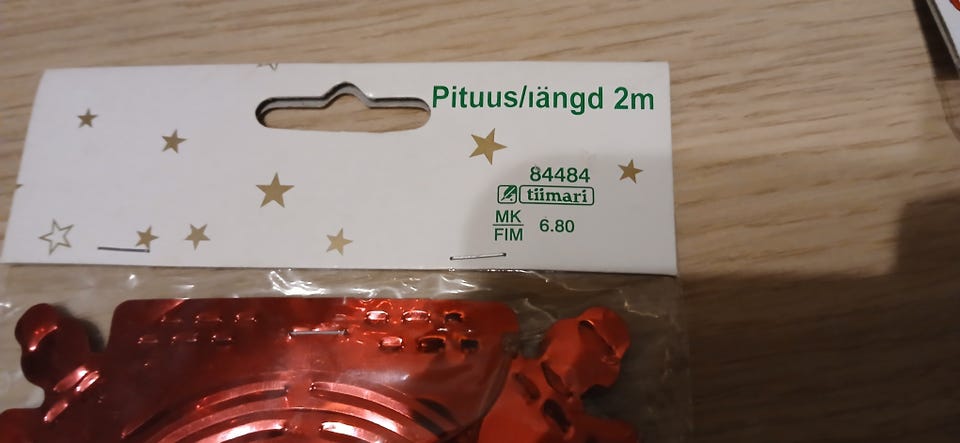 Pituus/längd 2m
84484
tiimari
MK
FIM 6.80